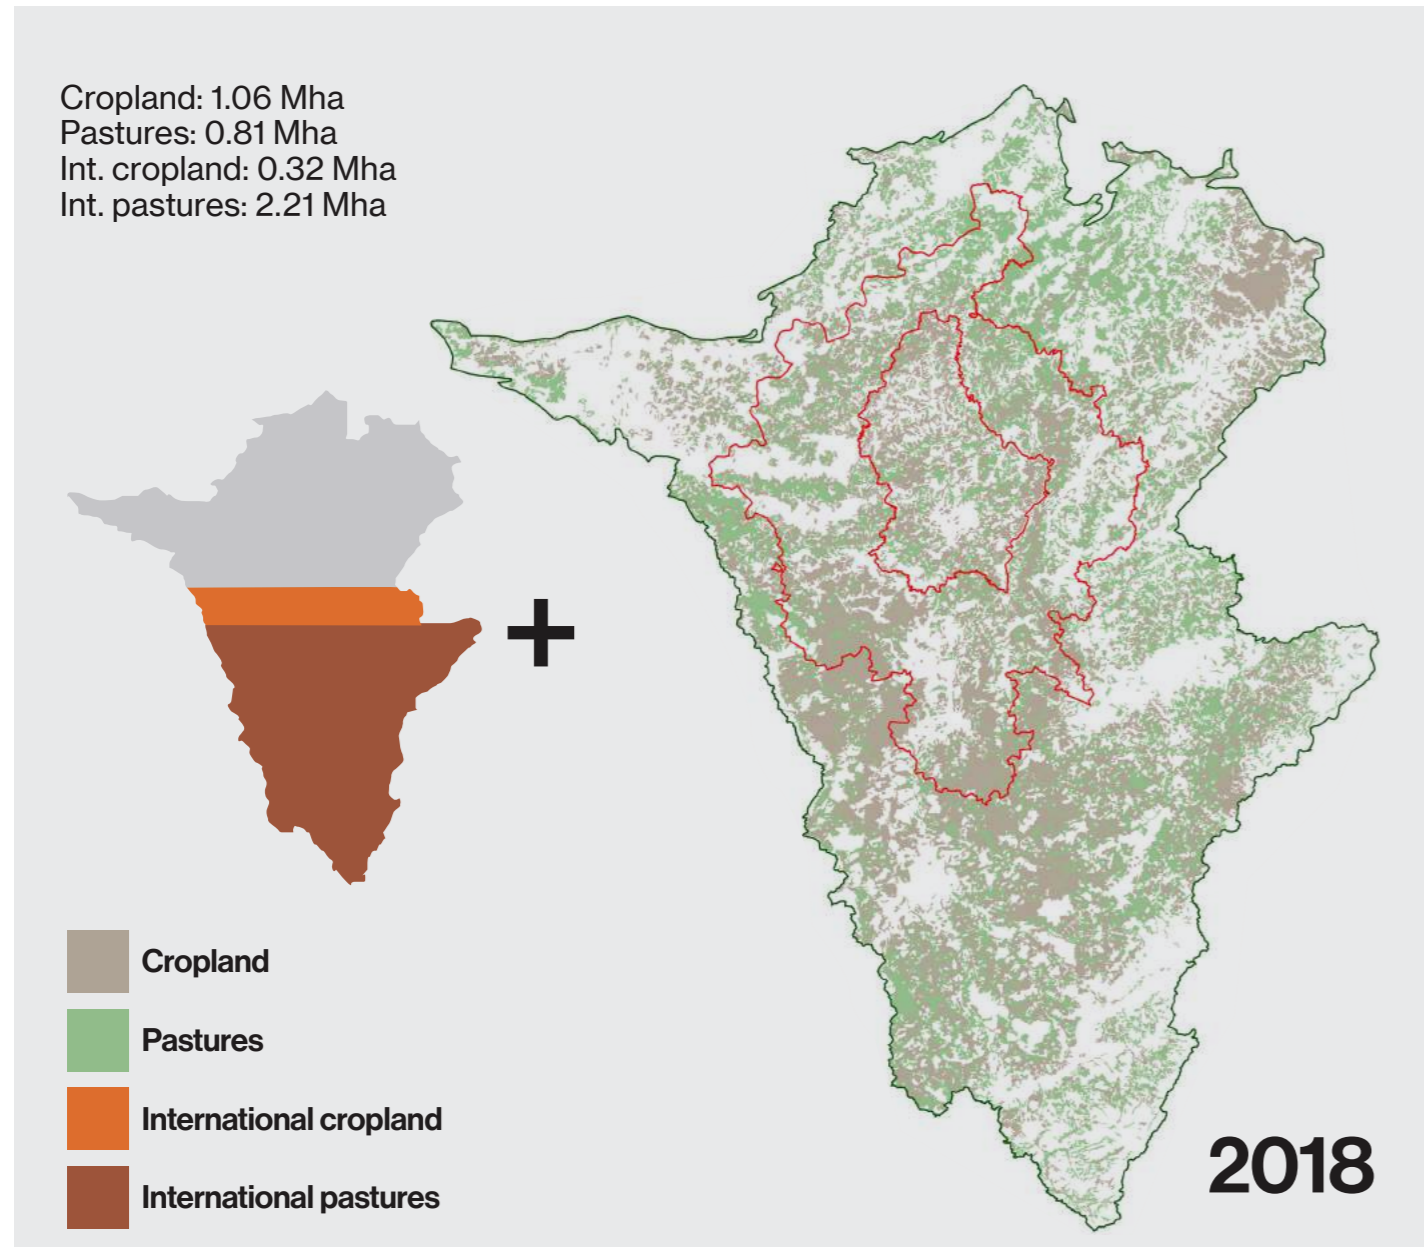 Cropland: 1.06 Mha
Pastures: 0.81 Mha
Int. cropland: 0.32 Mha
Int. pastures: 2.21 Mha
+
Cropland
Pastures
International cropland
International pastures
2018